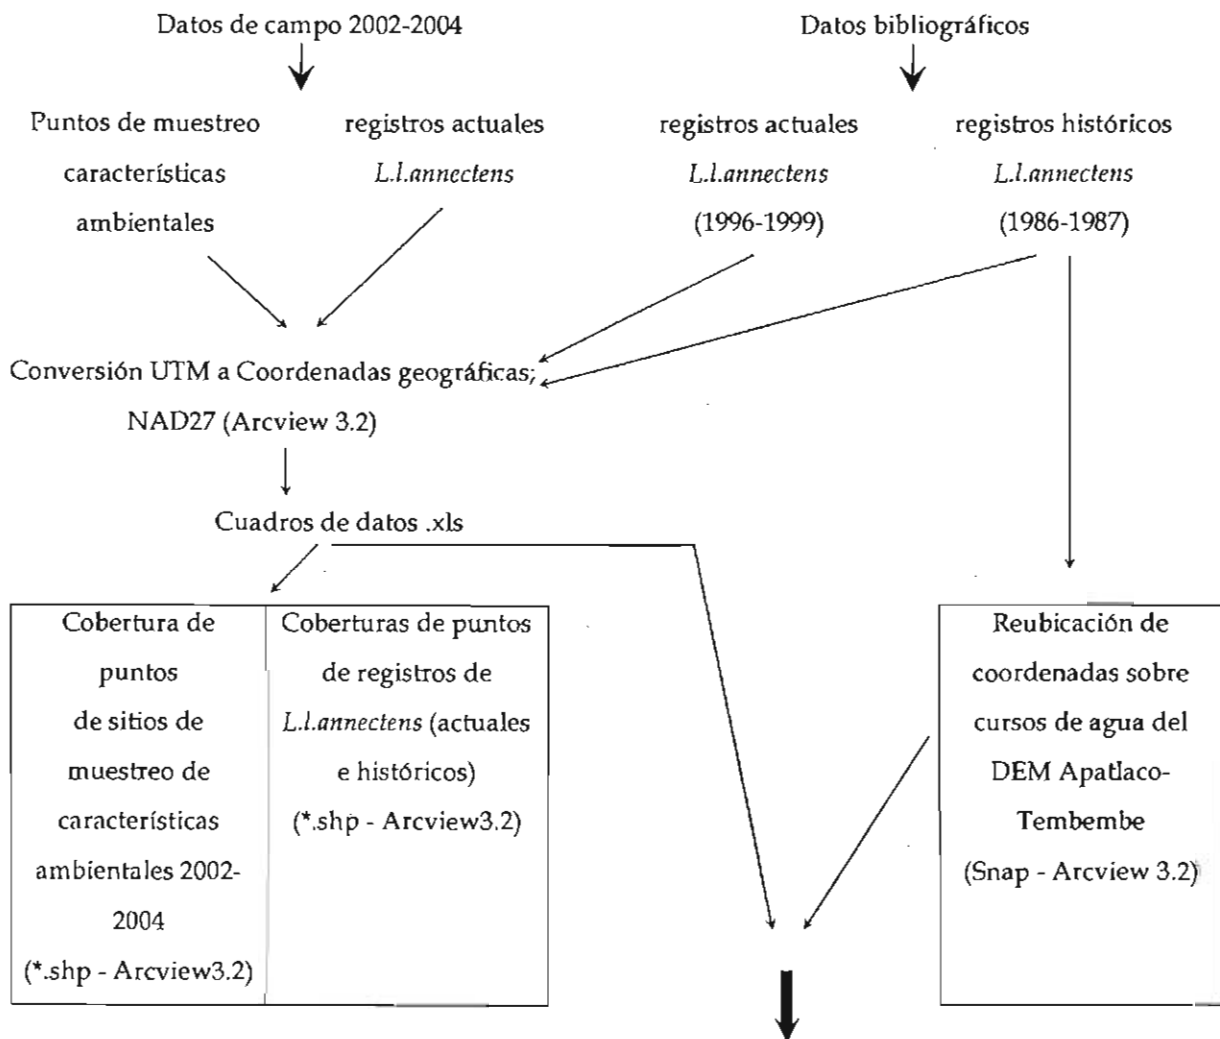 Datos de campo 2002-2004
Datos bibliográficos
Puntos de muestreo
características
ambientales
registros actuales
L.l.annectens
registros actuales
L.l.annectens
(1996-1999)
registros históricos
L.l.annectens
(1986-1987)
Conversión UTM a Coordenadas geográficas;
NAD27 (Arcview 3.2)
Cuadros de datos .xls
Cobertura de
puntos
de sitios de
muestreo de
características
ambientales 2002-
2004
(*.shp - Arcview3.2)
Coberturas de puntos
de registros de
L.l.annectens (actuales
e históricos)
(*.shp - Arcview3.2)
Reubicación de
coordenadas sobre
cursos de agua del
DEM Apatlaco-
Tembembe
(Snap - Arcview 3.2)